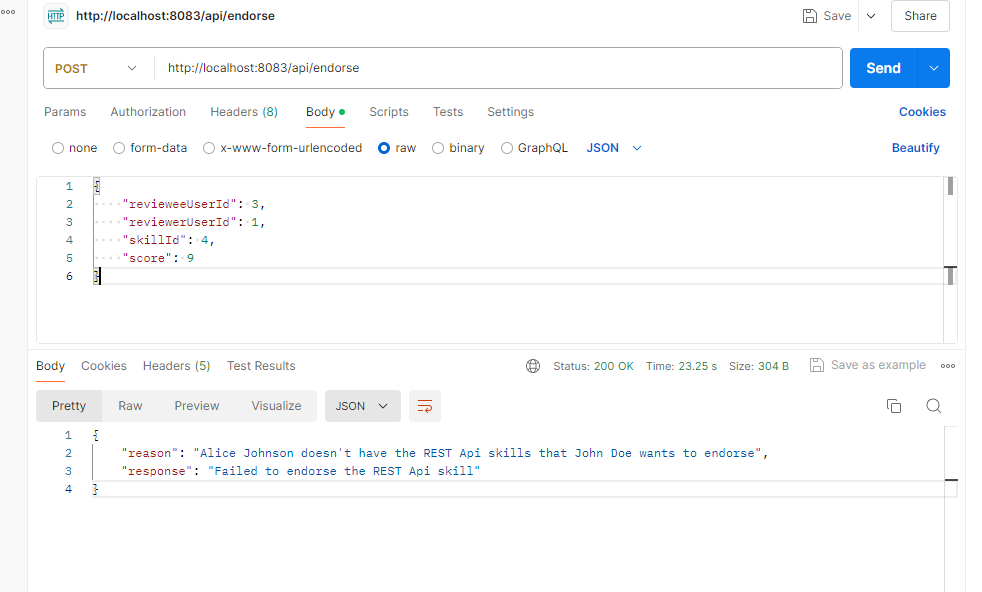 HTTP http://localhost:8083/api/endorse Save Share
POST http://localhost:8083/api/endorse Send
Params Authorization Headers (8) Body Scripts Tests Settings Cookies
none form-data x-www-form-urlencoded raw binary GraphQL JSON Beautify
1 {
2 "revieweeUserId": 3,
3 "reviewerUserId": 1,
4 "skillId": 4,
5 "score": 9
6 }
Body Cookies Headers (5) Test Results Status: 200 OK Time: 23.25 s Size: 304 B Save as example
Pretty Raw Preview Visualize JSON
1 {
2 "reason": "Alice Johnson doesn't have the REST Api skills that John Doe wants to endorse",
3 "response": "Failed to endorse the REST Api skill"
4 }